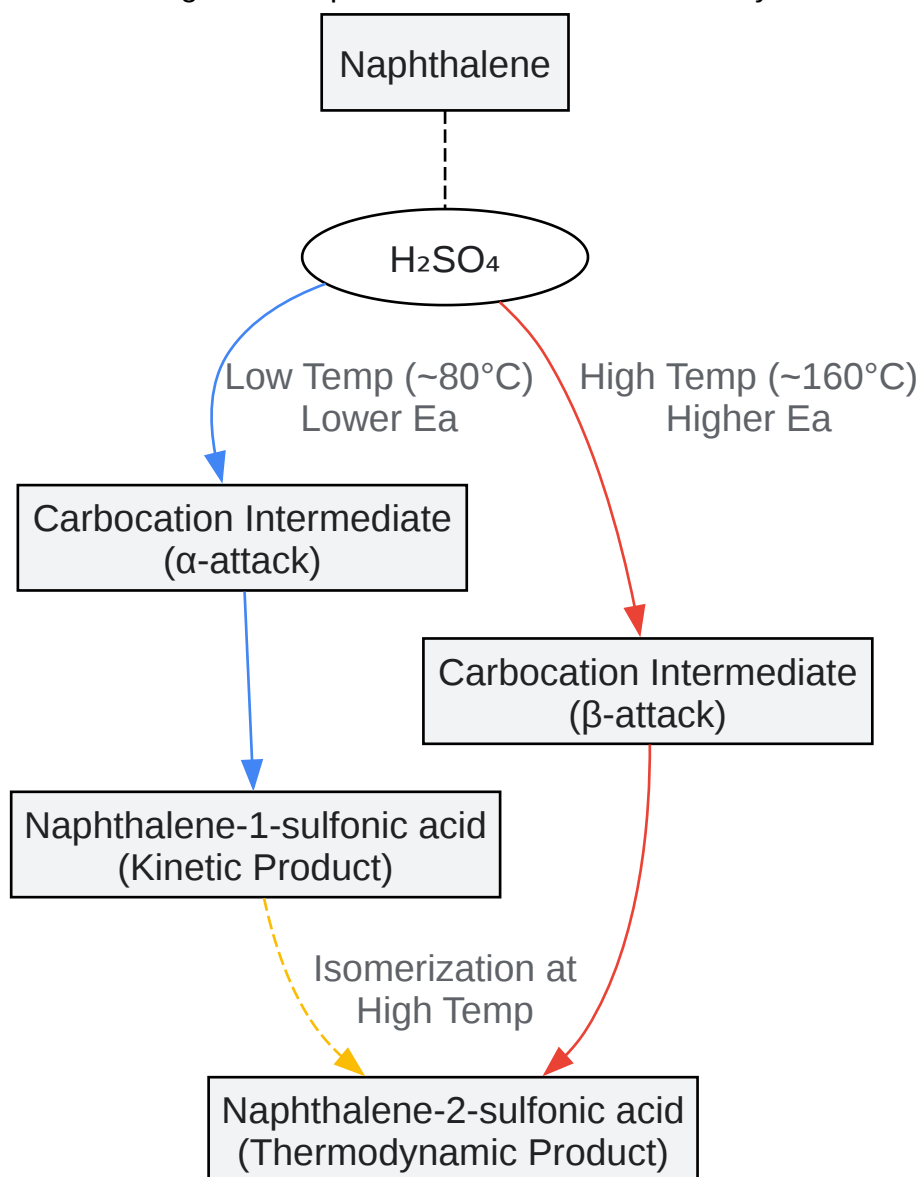 Naphthalene
H₂SO₄
Low Temp (~80°C)
Lower Ea
High Temp (~160°C)
Higher Ea
Carbocation Intermediate
(α-attack)
Carbocation Intermediate
(β-attack)
Naphthalene-1-sulfonic acid
(Kinetic Product)
Isomerization at
High Temp
Naphthalene-2-sulfonic acid
(Thermodynamic Product)